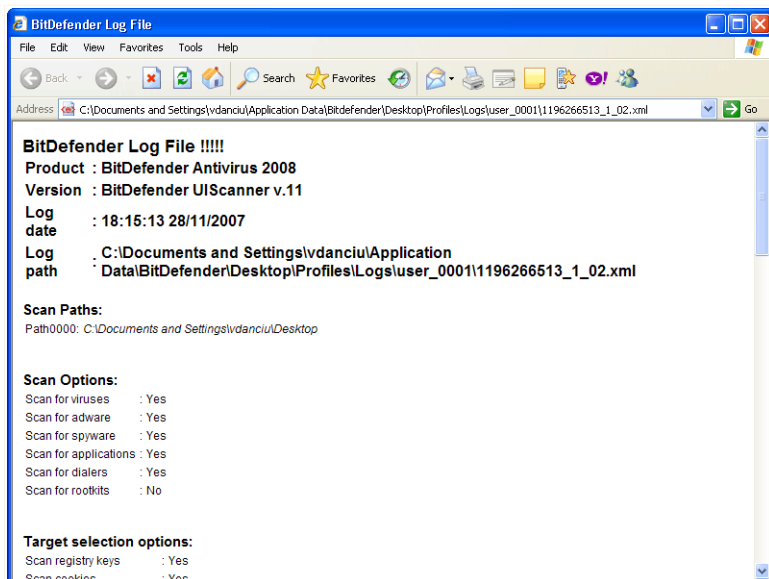 BitDefender Log File
File Edit View Favorites Tools Help
Back Search Favorites
Address C:\Documents and Settings\vdanciu\Application Data\Bitdefender\Desktop\Profiles\Logs\user_0001\1196266513_1_02.xml Go
BitDefender Log File !!!!!
Product : BitDefender Antivirus 2008
Version : BitDefender UIScanner v.11
Log date : 18:15:13 28/11/2007
Log path : C:\Documents and Settings\vdanciu\Application
Data\BitDefender\Desktop\Profiles\Logs\user_0001\1196266513_1_02.xml
Scan Paths:
Path0000: C:\Documents and Settings\vdanciu\Desktop
Scan Options:
Scan for viruses : Yes
Scan for adware : Yes
Scan for spyware : Yes
Scan for applications : Yes
Scan for dialers : Yes
Scan for rootkits : No
Target selection options:
Scan registry keys : Yes
Scan cookies : Yes